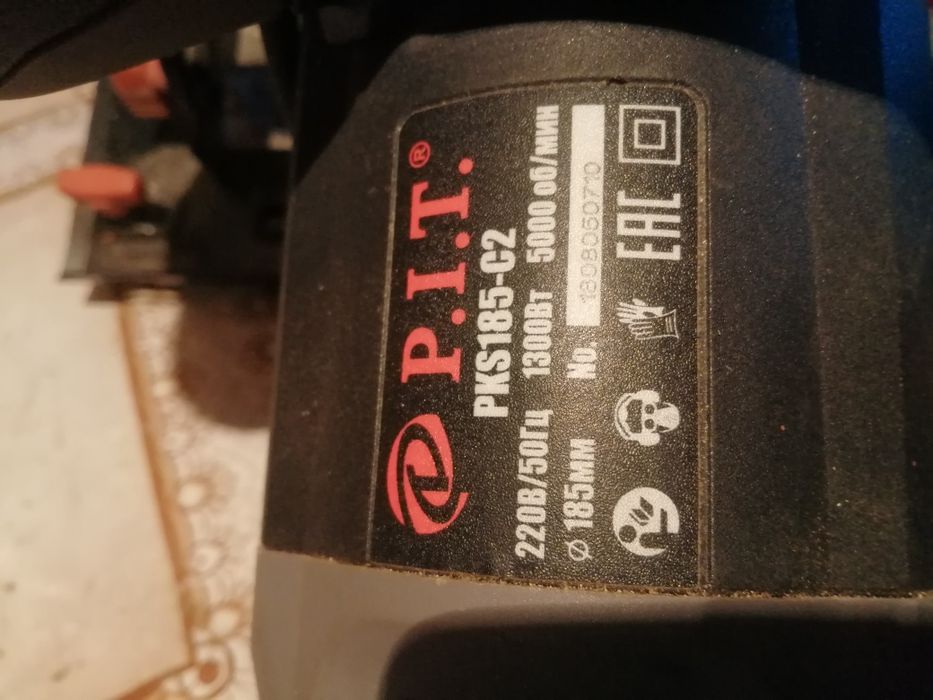 P.I.T.®
PKS185-C2
220В/50Гц 1300Вт 5000 об/мин
⌀ 185мм No. 1808050710
EAC